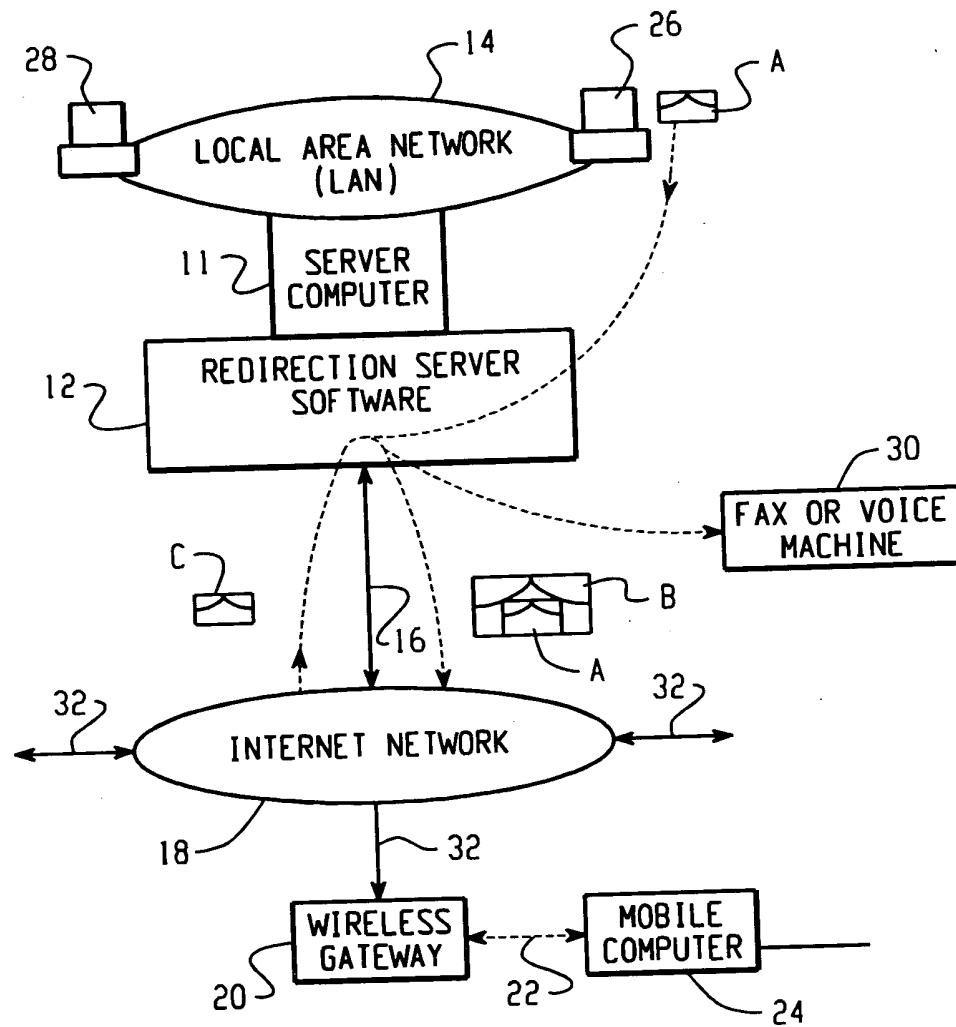 28
14
26
A
LOCAL AREA NETWORK
(LAN)
11
SERVER
COMPUTER
REDIRECTION SERVER
SOFTWARE
12
30
FAX OR VOICE
MACHINE
C
B
16
A
32
32
INTERNET NETWORK
18
32
WIRELESS
GATEWAY
MOBILE
COMPUTER
20
22
24